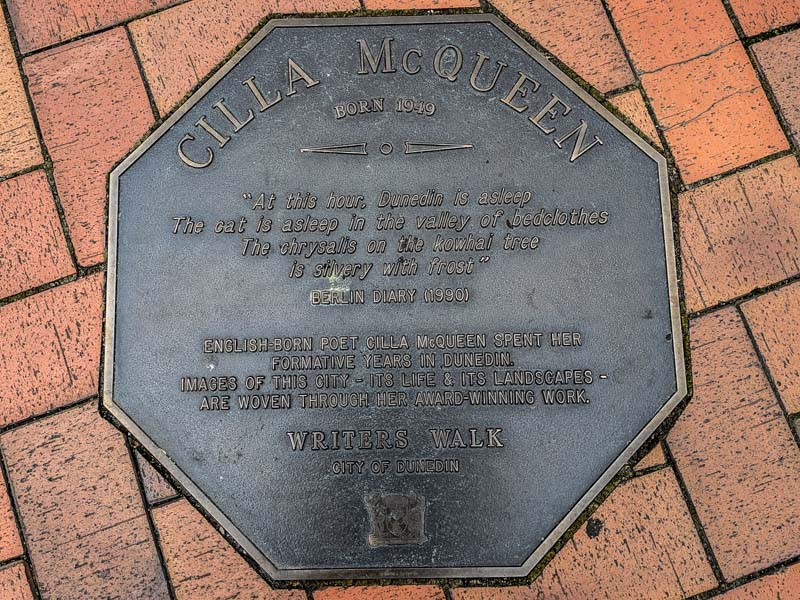 CILLA McQUEEN
BORN 1949
"At this hour, Dunedin is asleep
The cat is asleep in the valley of bedclothes
The chrysalis on the kowhai tree
is silvery with frost"
BERLIN DIARY (1990)
ENGLISH-BORN POET CILLA McQUEEN SPENT HER
FORMATIVE YEARS IN DUNEDIN.
IMAGES OF THIS CITY - ITS LIFE & ITS LANDSCAPES -
ARE WOVEN THROUGH HER AWARD-WINNING WORK.
WRITERS WALK
CITY OF DUNEDIN